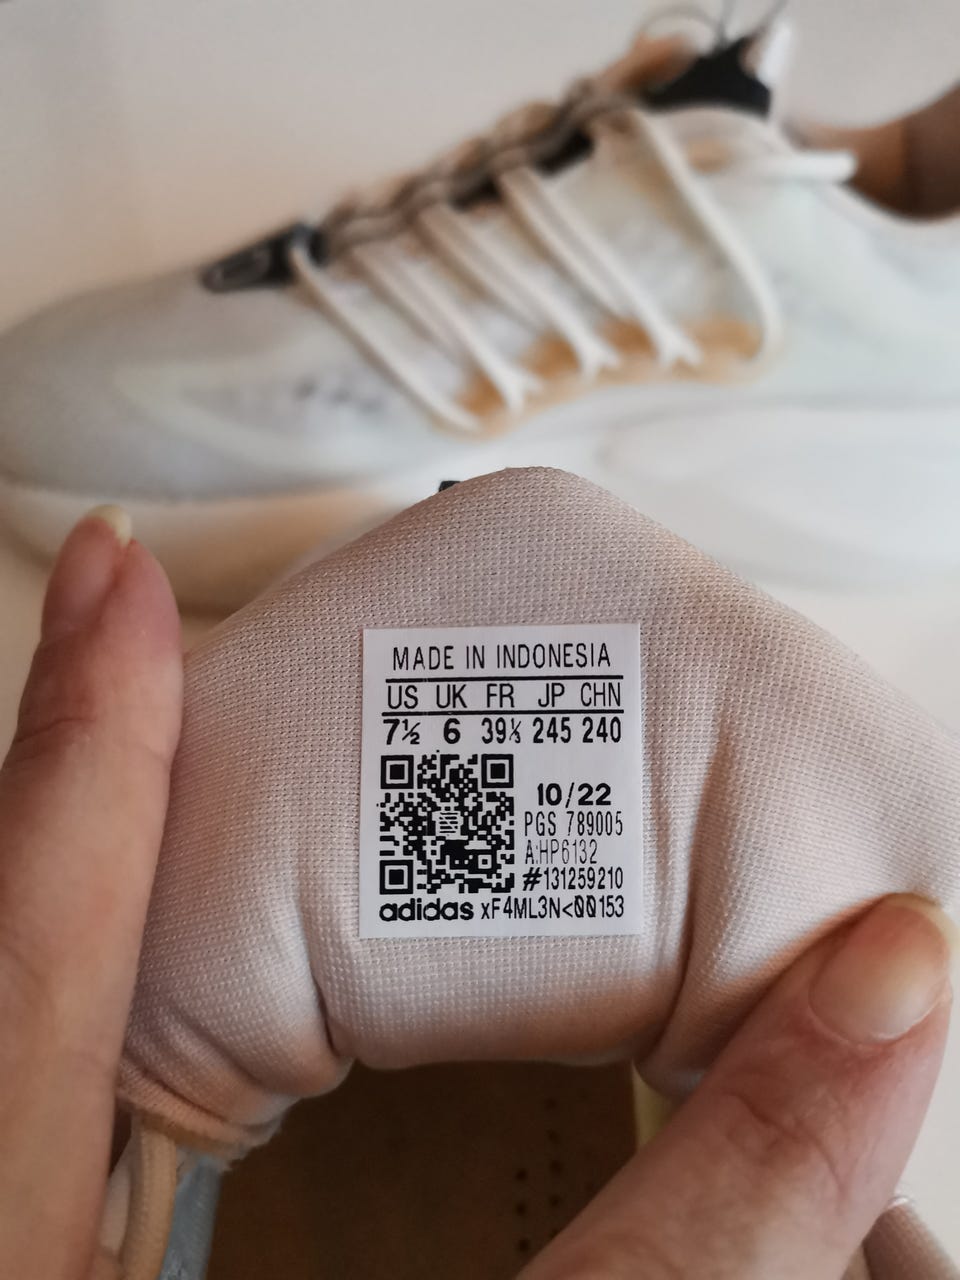 MADE IN INDONESIA
US UK FR JP CHN
7½ 6 39⅓ 245 240
10/22
PGS 789005
A:HP6132
#131259210
adidas xF4ML3N<00153